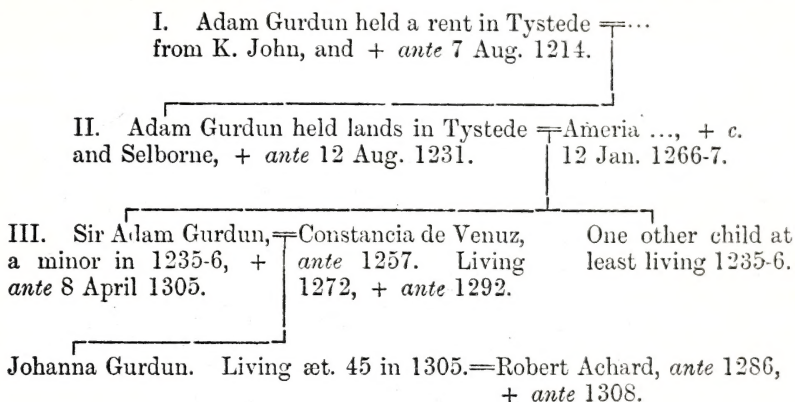 I. Adam Gurdun held a rent in Tystede =...
from K. John, and + ante 7 Aug. 1214.
II. Adam Gurdun held lands in Tystede =Ameria ..., + c.
and Selborne, + ante 12 Aug. 1231. 12 Jan. 1266-7.
III. Sir Adam Gurdun,=Constancia de Venuz, One other child at
a minor in 1235-6, + ante 1257. Living least living 1235-6.
ante 8 April 1305. 1272, + ante 1292.
Johanna Gurdun. Living æt. 45 in 1305.=Robert Achard, ante 1286,
+ ante 1308.